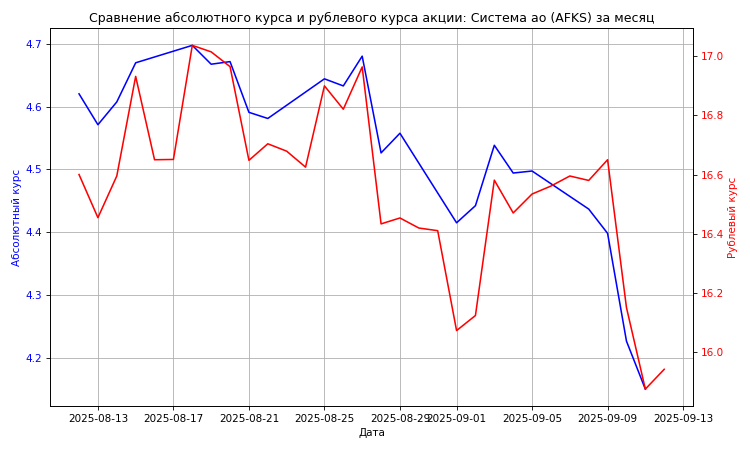 Сравнение абсолютного курса и рублевого курса акции: Система ао (AFKS) за месяц
4.7
4.6
4.5
4.4
4.3
4.2
Абсолютный курс
17.0
16.8
16.6
16.4
16.2
16.0
Рублевый курс
2025-08-13 2025-08-17 2025-08-21 2025-08-25 2025-08-29 2025-09-01 2025-09-05 2025-09-09 2025-09-13
Дата